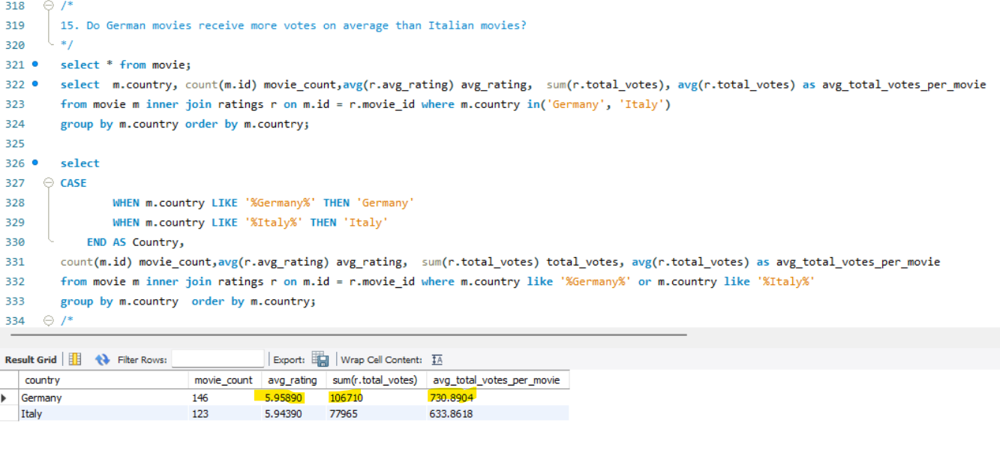 318 /*
319 15. Do German movies receive more votes on average than Italian movies?
320 */
321 select * from movie;
322 select  m.country, count(m.id) movie_count,avg(r.avg_rating) avg_rating,  sum(r.total_votes), avg(r.total_votes) as avg_total_votes_per_movie
323 from movie m inner join ratings r on m.id = r.movie_id where m.country in('Germany', 'Italy')
324 group by m.country order by m.country;
325
326 select
327 CASE
328 WHEN m.country LIKE '%Germany%' THEN 'Germany'
329 WHEN m.country LIKE '%Italy%' THEN 'Italy'
330 END AS Country,
331 count(m.id) movie_count,avg(r.avg_rating) avg_rating,  sum(r.total_votes) total_votes, avg(r.total_votes) as avg_total_votes_per_movie
332 from movie m inner join ratings r on m.id = r.movie_id where m.country like '%Germany%' or m.country like '%Italy%'
333 group by m.country  order by m.country;
334 /*
Result Grid Filter Rows: Export: Wrap Cell Content: IA
country movie_count avg_rating sum(r.total_votes) avg_total_votes_per_movie
Germany 146 5.95890 106710 730.8904
Italy 123 5.94390 77965 633.8618